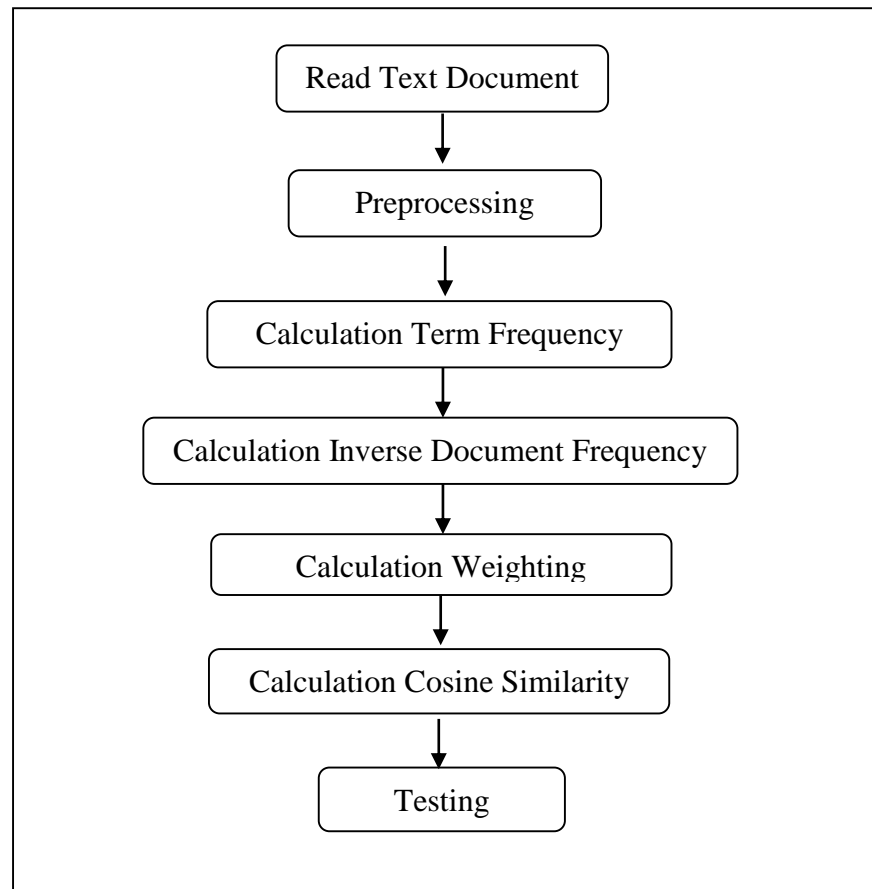 Read Text Document
Preprocessing
Calculation Term Frequency
Calculation Inverse Document Frequency
Calculation Weighting
Calculation Cosine Similarity
Testing